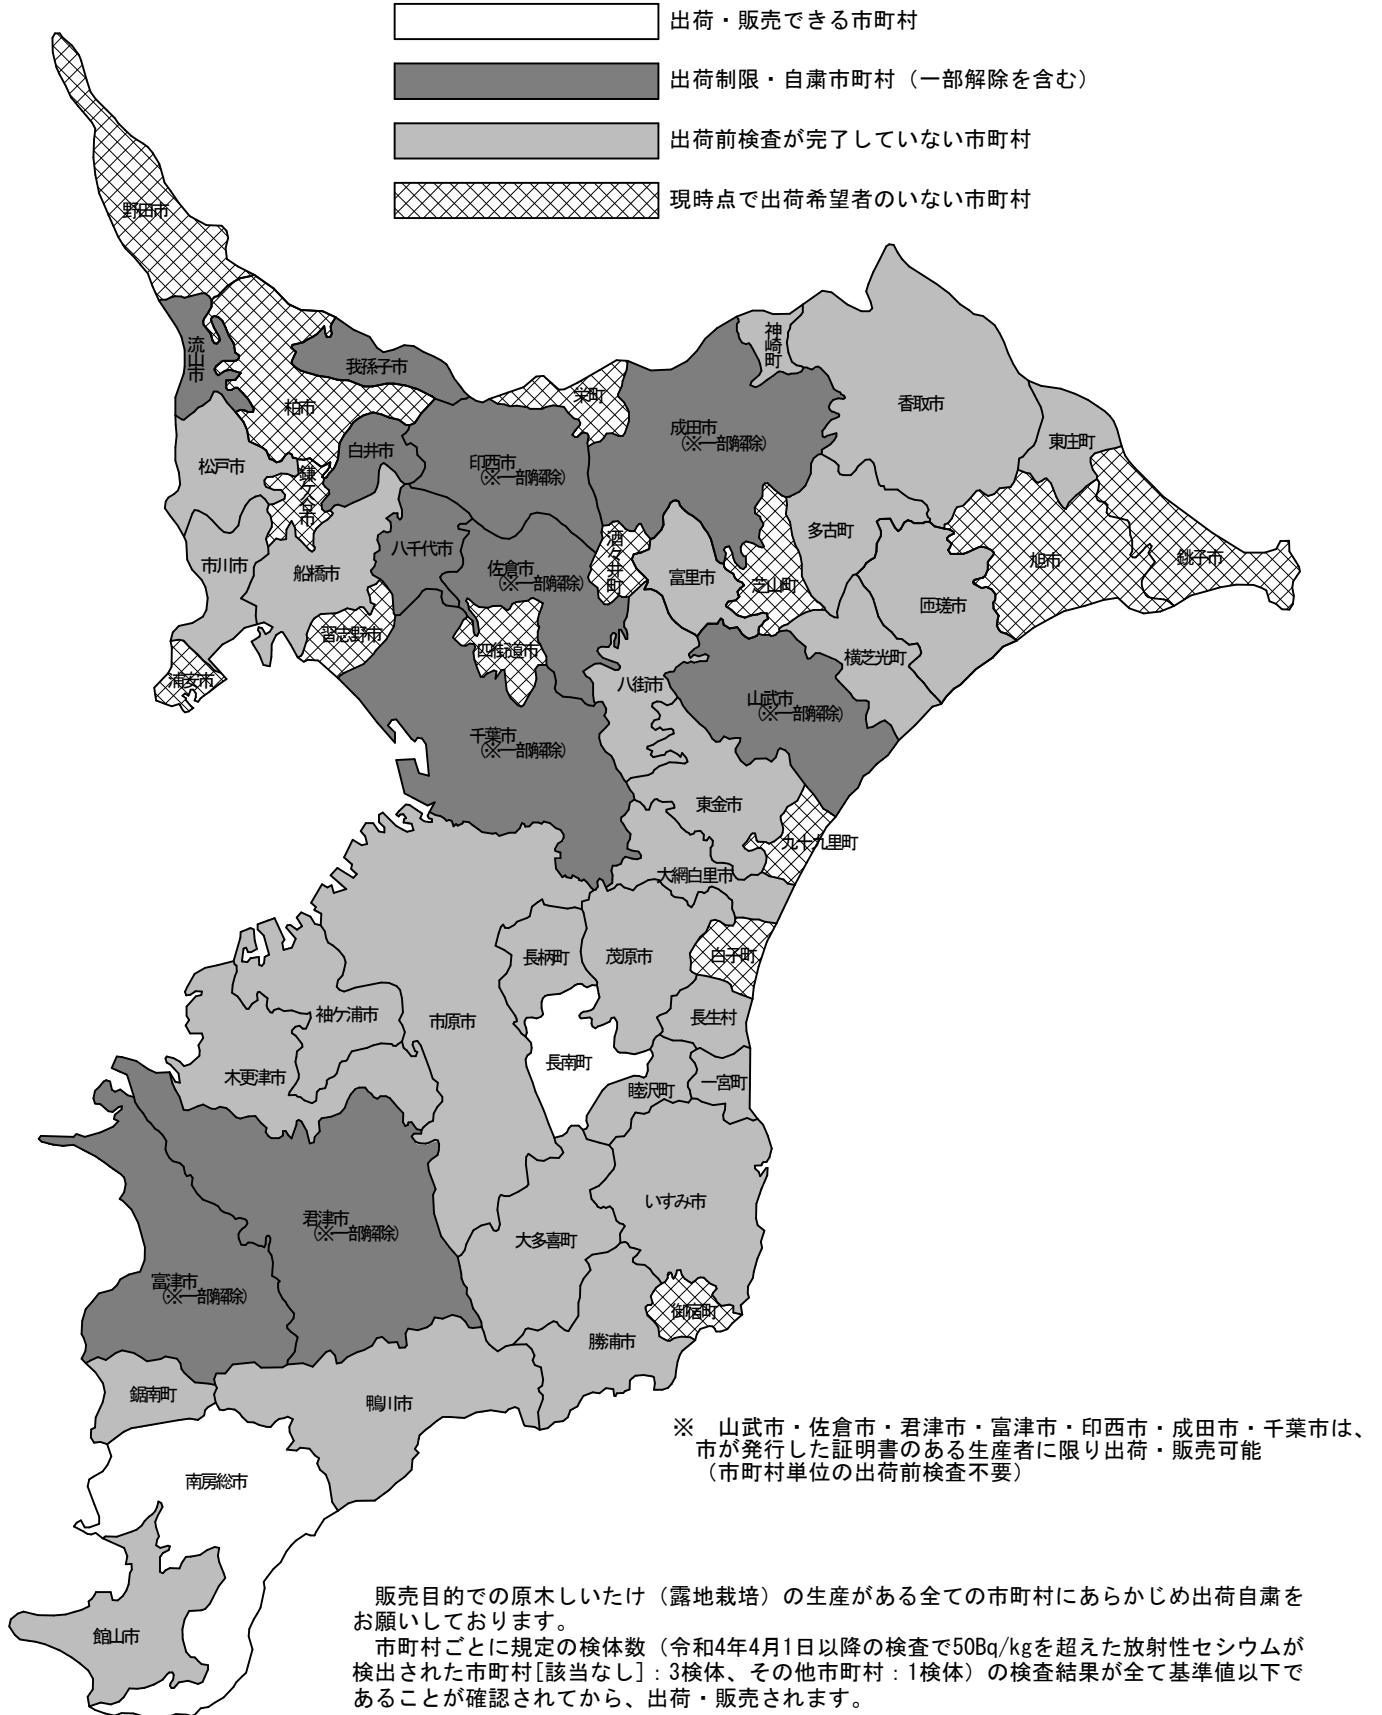 出荷・販売できる市町村
出荷制限・自粛市町村（一部解除を含む）
出荷前検査が完了していない市町村
現時点で出荷希望者のいない市町村
野田市
流山市
我孫子市
柏市
神崎町
栄町
香取市
成田市
（※一部解除）
東庄町
松戸市
鎌ケ谷市
白井市
印西市
（※一部解除）
多古町
旭市
銚子市
市川市
船橋市
八千代市
佐倉市
（※一部解除）
酒々井町
富里市
芝山町
匝瑳市
習志野市
四街道市
横芝光町
浦安市
八街市
山武市
（※一部解除）
千葉市
（※一部解除）
東金市
九十九里町
大網白里市
長柄町
茂原市
白子町
袖ケ浦市
市原市
長生村
長南町
木更津市
睦沢町
一宮町
いすみ市
君津市
（※一部解除）
大多喜町
富津市
（※一部解除）
御宿町
勝浦市
鋸南町
鴨川市
※　山武市・佐倉市・君津市・富津市・印西市・成田市・千葉市は、
市が発行した証明書のある生産者に限り出荷・販売可能
（市町村単位の出荷前検査不要）
南房総市
館山市
販売目的での原木しいたけ（露地栽培）の生産がある全ての市町村にあらかじめ出荷自粛を
お願いしております。
市町村ごとに規定の検体数（令和4年4月1日以降の検査で50Bq/kgを超えた放射性セシウムが
検出された市町村[該当なし]：3検体、その他市町村：1検体）の検査結果が全て基準値以下で
あることが確認されてから、出荷・販売されます。